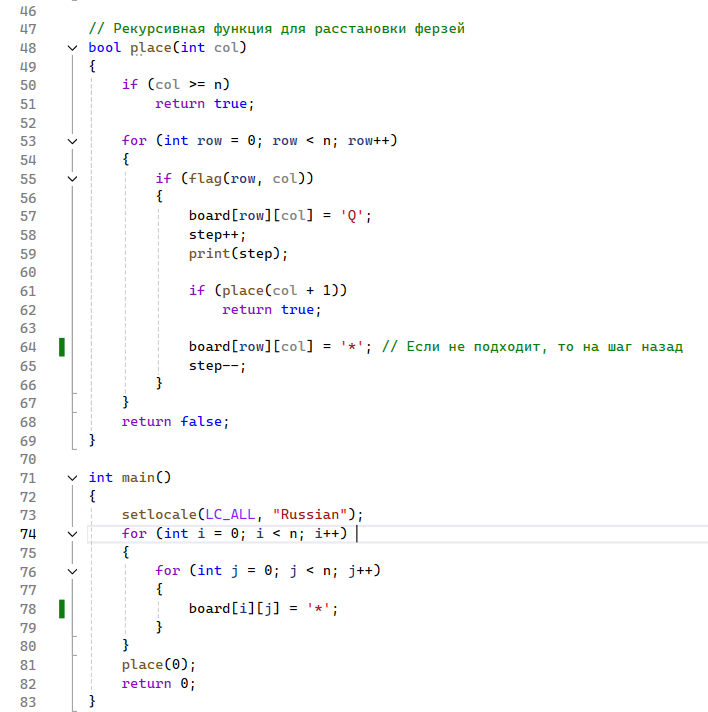 46
47 // Рекурсивная функция для расстановки ферзей
48 bool place(int col)
49 {
50     if (col >= n)
51         return true;
52
53     for (int row = 0; row < n; row++)
54     {
55         if (flag(row, col))
56         {
57             board[row][col] = 'Q';
58             step++;
59             print(step);
60
61             if (place(col + 1))
62                 return true;
63
64             board[row][col] = '*'; // Если не подходит, то на шаг назад
65             step--;
66         }
67     }
68     return false;
69 }
70
71 int main()
72 {
73     setlocale(LC_ALL, "Russian");
74     for (int i = 0; i < n; i++)
75     {
76         for (int j = 0; j < n; j++)
77         {
78             board[i][j] = '*';
79         }
80     }
81     place(0);
82     return 0;
83 }